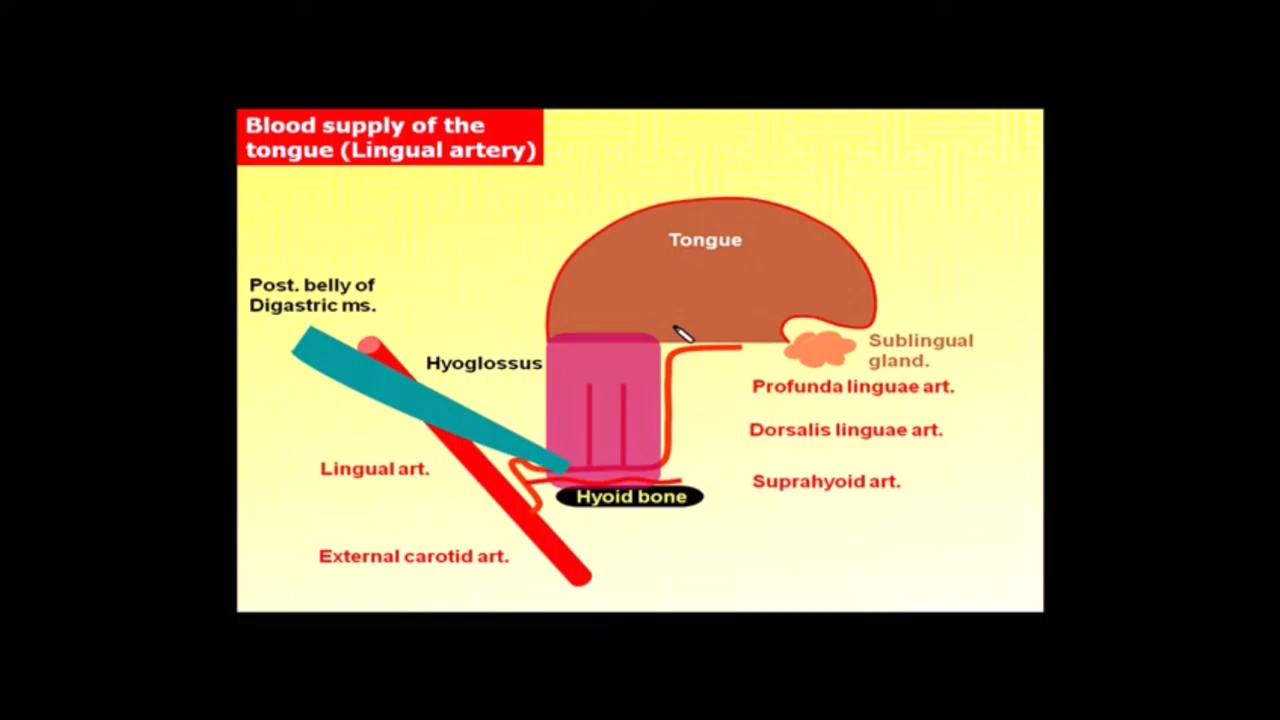 Blood supply of the
tongue (Lingual artery)
Tongue
Post. belly of
Digastric ms.
Hyoglossus
Sublingual
gland.
Profunda linguae art.
Dorsalis linguae art.
Lingual art.
Suprahyoid art.
Hyoid bone
External carotid art.